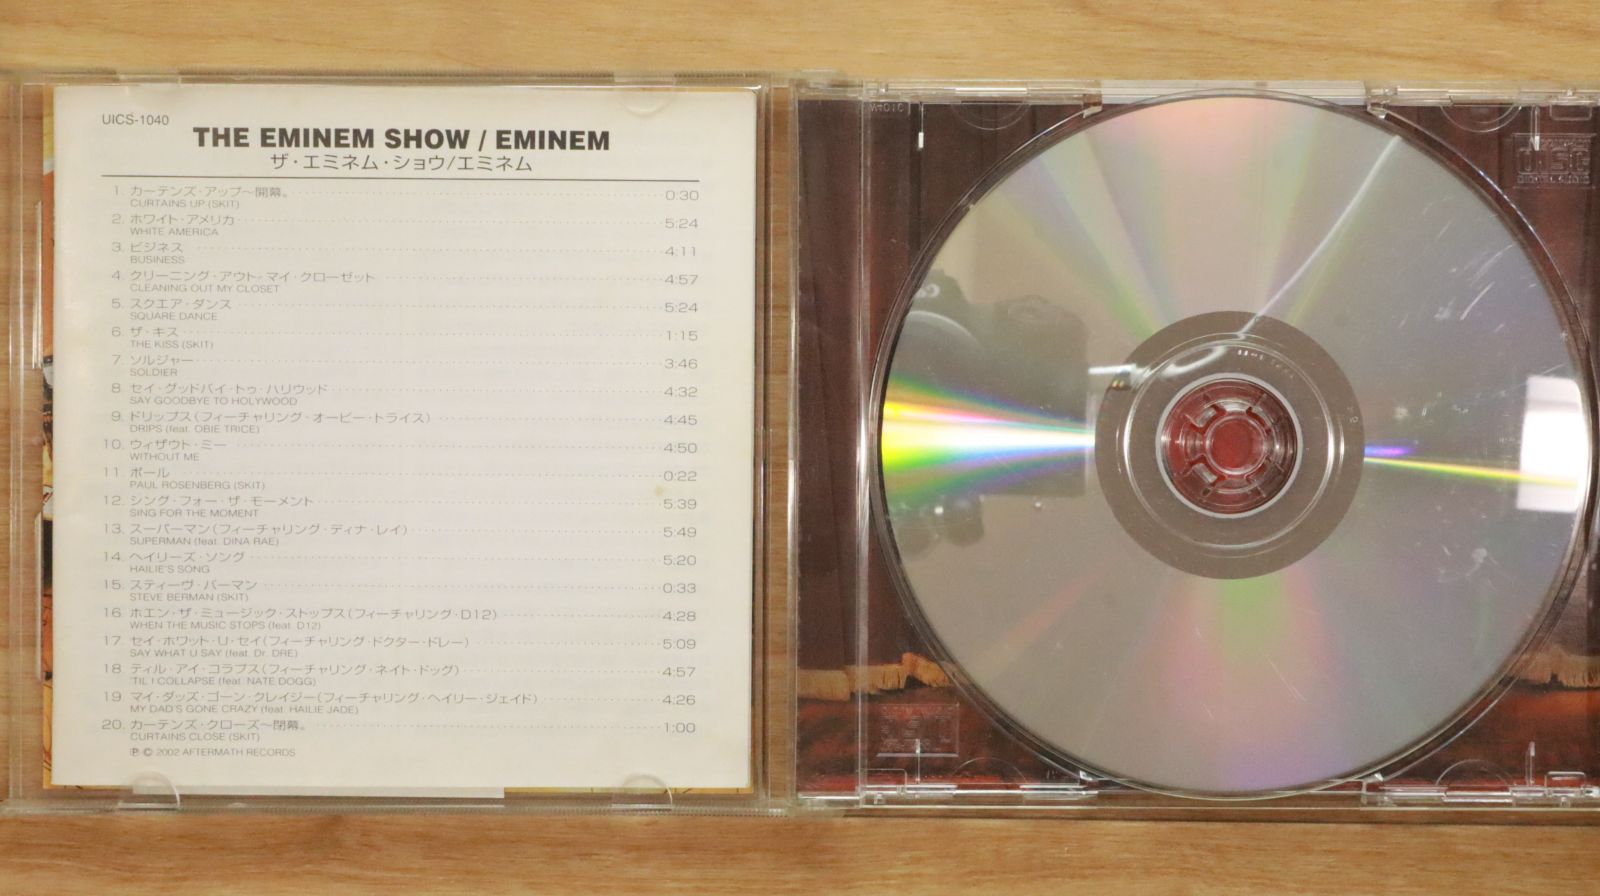 UICS-1040
THE EMINEM SHOW / EMINEM
ザ・エミネム・ショウ/エミネム
1. カーテンズ・アップ〜開幕。 0:30
CURTAINS UP (SKIT)
2. ホワイト・アメリカ 5:24
WHITE AMERICA
3. ビジネス 4:11
BUSINESS
4. クリーニング・アウト・マイ・クローゼット 4:57
CLEANING OUT MY CLOSET
5. スクエア・ダンス 5:24
SQUARE DANCE
6. ザ・キス 1:15
THE KISS (SKIT)
7. ソルジャー 3:46
SOLDIER
8. セイ・グッドバイ・トゥ・ハリウッド 4:32
SAY GOODBYE TO HOLYWOOD
9. ドリップス(フィーチャリング・オービー・トライス) 4:45
DRIPS (feat. OBIE TRICE)
10. ウィザウト・ミー 4:50
WITHOUT ME
11. ポール 0:22
PAUL ROSENBERG (SKIT)
12. シング・フォー・ザ・モーメント 5:39
SING FOR THE MOMENT
13. スーパーマン(フィーチャリング・ディナ・レイ) 5:49
SUPERMAN (feat. DINA RAE)
14. ヘイリーズ・ソング 5:20
HAILIE'S SONG
15. スティーヴ・バーマン 0:33
STEVE BERMAN (SKIT)
16. ホエン・ザ・ミュージック・ストップス(フィーチャリング・D12) 4:28
WHEN THE MUSIC STOPS (feat. D12)
17. セイ・ホワット・U・セイ(フィーチャリング・ドクター・ドレー) 5:09
SAY WHAT U SAY (feat. Dr. DRE)
18. ティル・アイ・コラプス(フィーチャリング・ネイト・ドッグ) 4:57
'TIL I COLLAPSE (feat. NATE DOGG)
19. マイ・ダッズ・ゴーン・クレイジー(フィーチャリング・ヘイリー・ジェイド) 4:26
MY DAD'S GONE CRAZY (feat. HAILIE JADE)
20. カーテンズ・クローズ〜閉幕。 1:00
CURTAINS CLOSE (SKIT)
℗ © 2002 AFTERMATH RECORDS